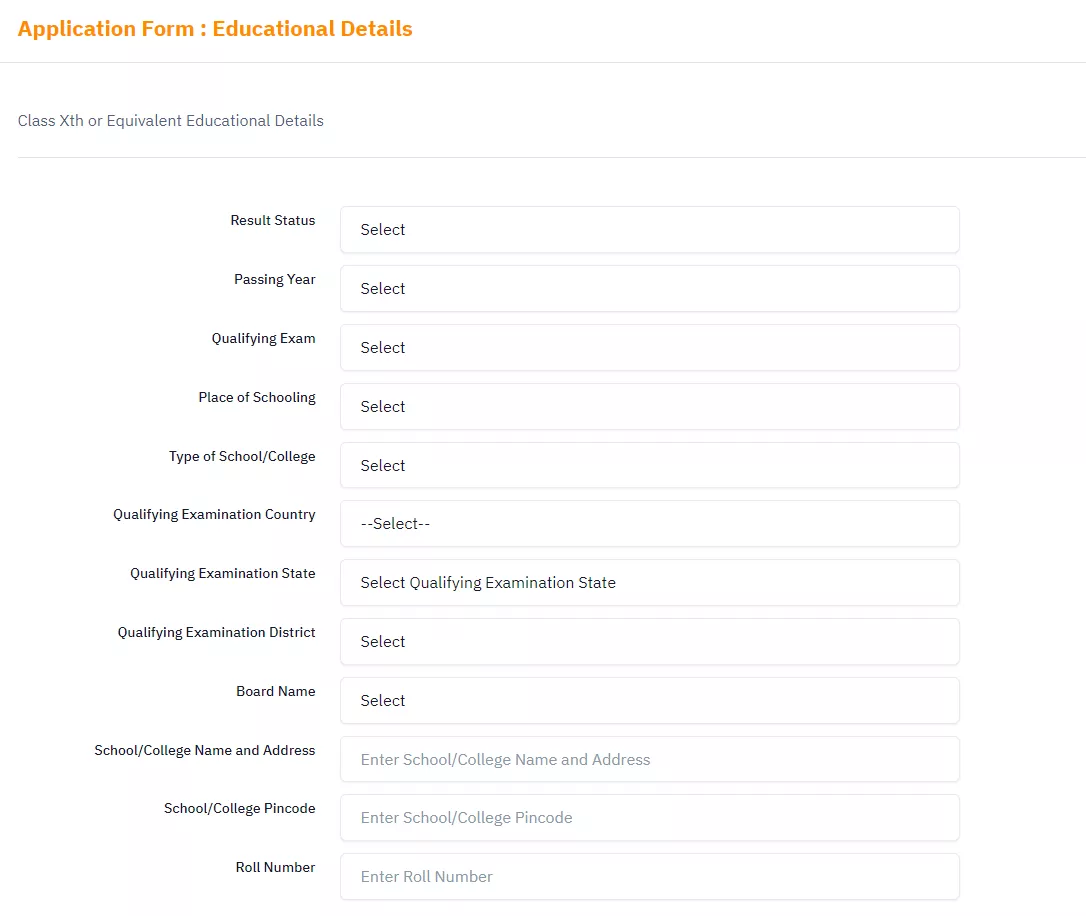 Application Form : Educational Details
Class Xth or Equivalent Educational Details
Result Status
Select
Passing Year
Select
Qualifying Exam
Select
Place of Schooling
Select
Type of School/College
Select
Qualifying Examination Country
--Select--
Qualifying Examination State
Select Qualifying Examination State
Qualifying Examination District
Select
Board Name
Select
School/College Name and Address
Enter School/College Name and Address
School/College Pincode
Enter School/College Pincode
Roll Number
Enter Roll Number